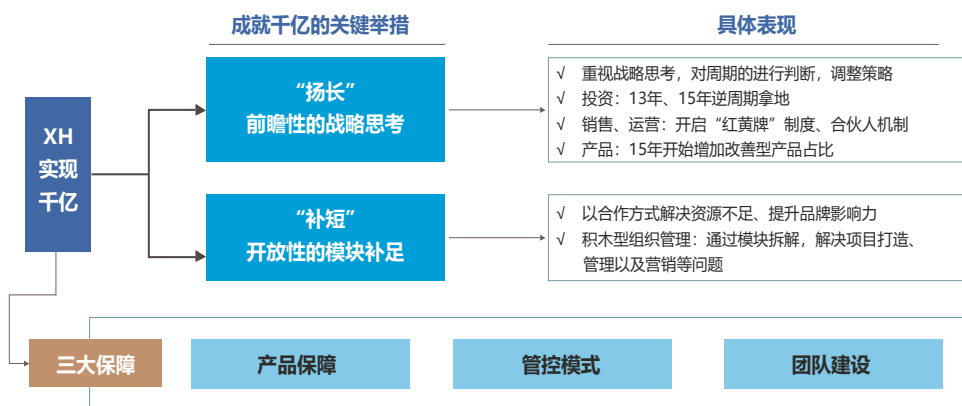 成就千亿的关键举措
具体表现
XH
实现
千亿
“扬长”
前瞻性的战略思考
√ 重视战略思考，对周期的进行判断，调整策略
√ 投资：13年、15年逆周期拿地
√ 销售、运营：开启“红黄牌”制度、合伙人机制
√ 产品：15年开始增加改善型产品占比
“补短”
开放性的模块补足
√ 以合作方式解决资源不足、提升品牌影响力
√ 积木型组织管理：通过模块拆解，解决项目打造、
管理以及营销等问题
三大保障
产品保障
管控模式
团队建设